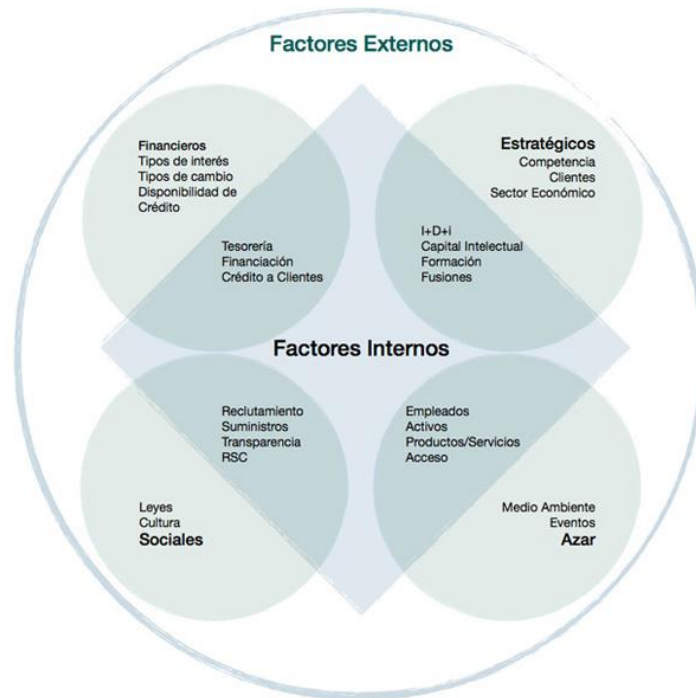 Factores Externos
Financieros
Tipos de interés
Tipos de cambio
Disponibilidad de
Crédito
Tesorería
Financiación
Crédito a Clientes
Estratégicos
Competencia
Clientes
Sector Económico
I+D+i
Capital Intelectual
Formación
Fusiones
Factores Internos
Reclutamiento
Suministros
Transparencia
RSC
Leyes
Cultura
Sociales
Empleados
Activos
Productos/Servicios
Acceso
Medio Ambiente
Eventos
Azar